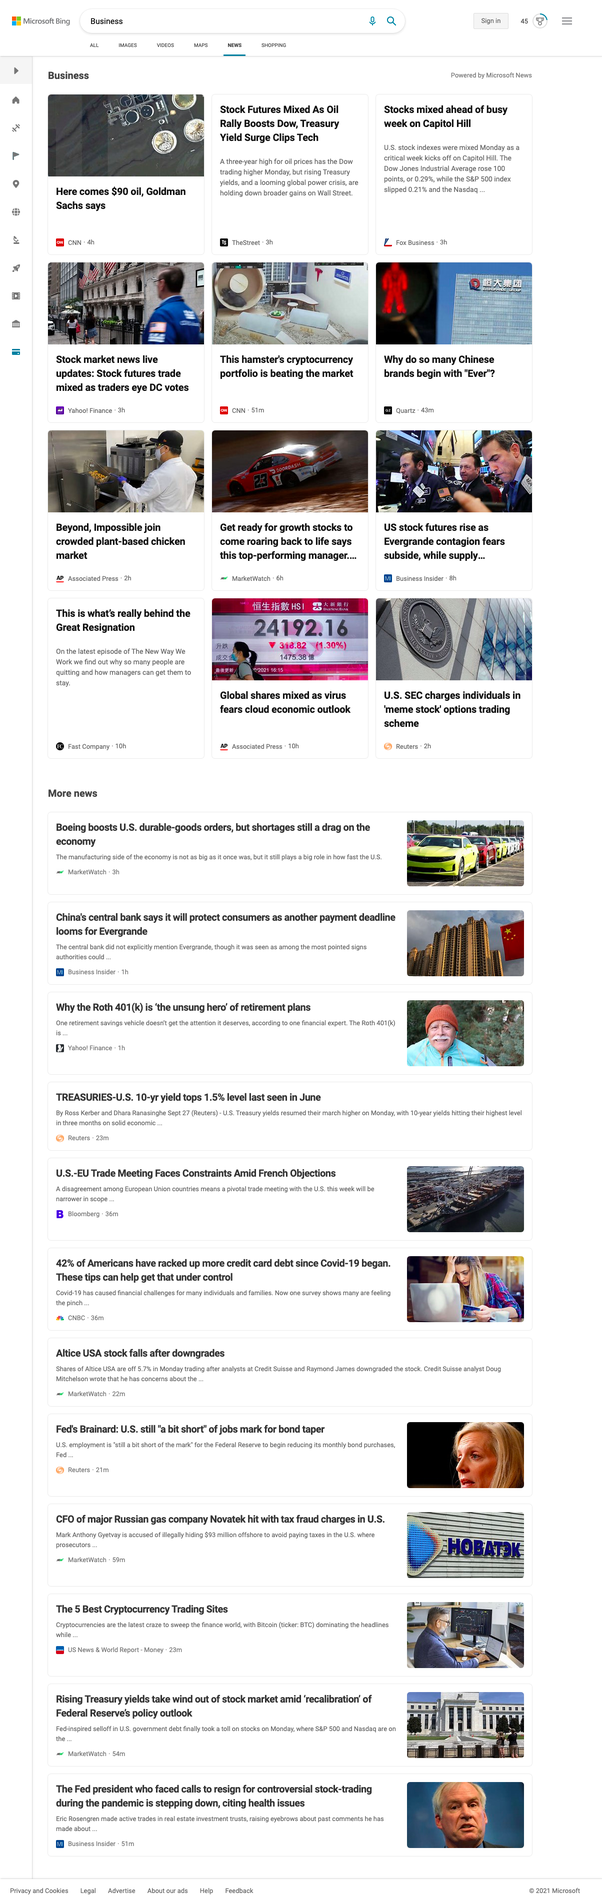 Microsoft Bing
Business
Sign in
45
ALL IMAGES VIDEOS MAPS NEWS SHOPPING
Business
Powered by Microsoft News
Here comes $90 oil, Goldman
Sachs says
CNN · 4h
Stock Futures Mixed As Oil
Rally Boosts Dow, Treasury
Yield Surge Clips Tech
A three-year high for oil prices has the Dow
trading higher Monday, but rising Treasury
yields, and a looming global power crisis, are
holding down broader gains on Wall Street.
TheStreet · 3h
Stocks mixed ahead of busy
week on Capitol Hill
U.S. stock indexes were mixed Monday as a
critical week kicks off on Capitol Hill. The
Dow Jones Industrial Average rose 100
points, or 0.29%, while the S&P 500 index
slipped 0.21% and the Nasdaq ...
Fox Business · 3h
Stock market news live
updates: Stock futures trade
mixed as traders eye DC votes
Yahoo! Finance · 3h
This hamster's cryptocurrency
portfolio is beating the market
CNN · 51m
恒大集团
Why do so many Chinese
brands begin with "Ever"?
Quartz · 43m
Beyond, Impossible join
crowded plant-based chicken
market
AP Associated Press · 2h
23 DOORDASH
Get ready for growth stocks to
come roaring back to life says
this top-performing manager....
MarketWatch · 6h
US stock futures rise as
Evergrande contagion fears
subside, while supply...
Business Insider · 8h
This is what's really behind the
Great Resignation
On the latest episode of The New Way We
Work we find out why so many people are
quitting and how managers can get them to
stay.
Fast Company · 10h
恒生指數 HSI
24192.16
318.82 (1.30%)
1475.38
Global shares mixed as virus
fears cloud economic outlook
AP Associated Press · 10h
U.S. SEC charges individuals in
'meme stock' options trading
scheme
Reuters · 2h
More news
Boeing boosts U.S. durable-goods orders, but shortages still a drag on the
economy
The manufacturing side of the economy is not as big as it once was, but it still plays a big role in how fast the U.S.
MarketWatch · 3h
China's central bank says it will protect consumers as another payment deadline
looms for Evergrande
The central bank did not explicitly mention Evergrande, though it was seen as among the most pointed signs
authorities could ...
Business Insider · 1h
Why the Roth 401(k) is 'the unsung hero' of retirement plans
One retirement savings vehicle doesn't get the attention it deserves, according to one financial expert. The Roth 401(k)
is ...
Yahoo! Finance · 1h
TREASURIES-U.S. 10-yr yield tops 1.5% level last seen in June
By Ross Kerber and Dhara Ranasinghe Sept 27 (Reuters) - U.S. Treasury yields resumed their march higher on Monday, with 10-year yields hitting their highest level
in three months on solid economic ...
Reuters · 23m
U.S.-EU Trade Meeting Faces Constraints Amid French Objections
A disagreement among European Union countries means a pivotal trade meeting with the U.S. this week will be
narrower in scope ...
B Bloomberg · 36m
42% of Americans have racked up more credit card debt since Covid-19 began.
These tips can help get that under control
Covid-19 has caused financial challenges for many individuals and families. Now one survey shows many are feeling
the pinch ...
CNBC · 36m
Altice USA stock falls after downgrades
Shares of Altice USA are off 5.7% in Monday trading after analysts at Credit Suisse and Raymond James downgraded the stock. Credit Suisse analyst Doug
Mitchelson wrote that he has concerns about the ...
MarketWatch · 22m
Fed's Brainard: U.S. still "a bit short" of jobs mark for bond taper
U.S. employment is "still a bit short of the mark" for the Federal Reserve to begin reducing its monthly bond purchases,
Fed ...
Reuters · 21m
CFO of major Russian gas company Novatek hit with tax fraud charges in U.S.
Mark Anthony Gyetvay is accused of illegally hiding $93 million offshore to avoid paying taxes in the U.S. where
prosecutors ...
MarketWatch · 59m
НОВАТЭК
The 5 Best Cryptocurrency Trading Sites
Cryptocurrencies are the latest craze to sweep the finance world, with Bitcoin (ticker: BTC) dominating the headlines
while ...
US News & World Report - Money · 23m
Rising Treasury yields take wind out of stock market amid 'recalibration' of
Federal Reserve's policy outlook
Fed-inspired selloff in U.S. government debt finally took a toll on stocks on Monday, where S&P 500 and Nasdaq are on
the ...
MarketWatch · 54m
The Fed president who faced calls to resign for controversial stock-trading
during the pandemic is stepping down, citing health issues
Eric Rosengren made active trades in real estate investment trusts, raising eyebrows about past comments he has
made about ...
Business Insider · 51m
Privacy and Cookies Legal Advertise About our ads Help Feedback
© 2021 Microsoft